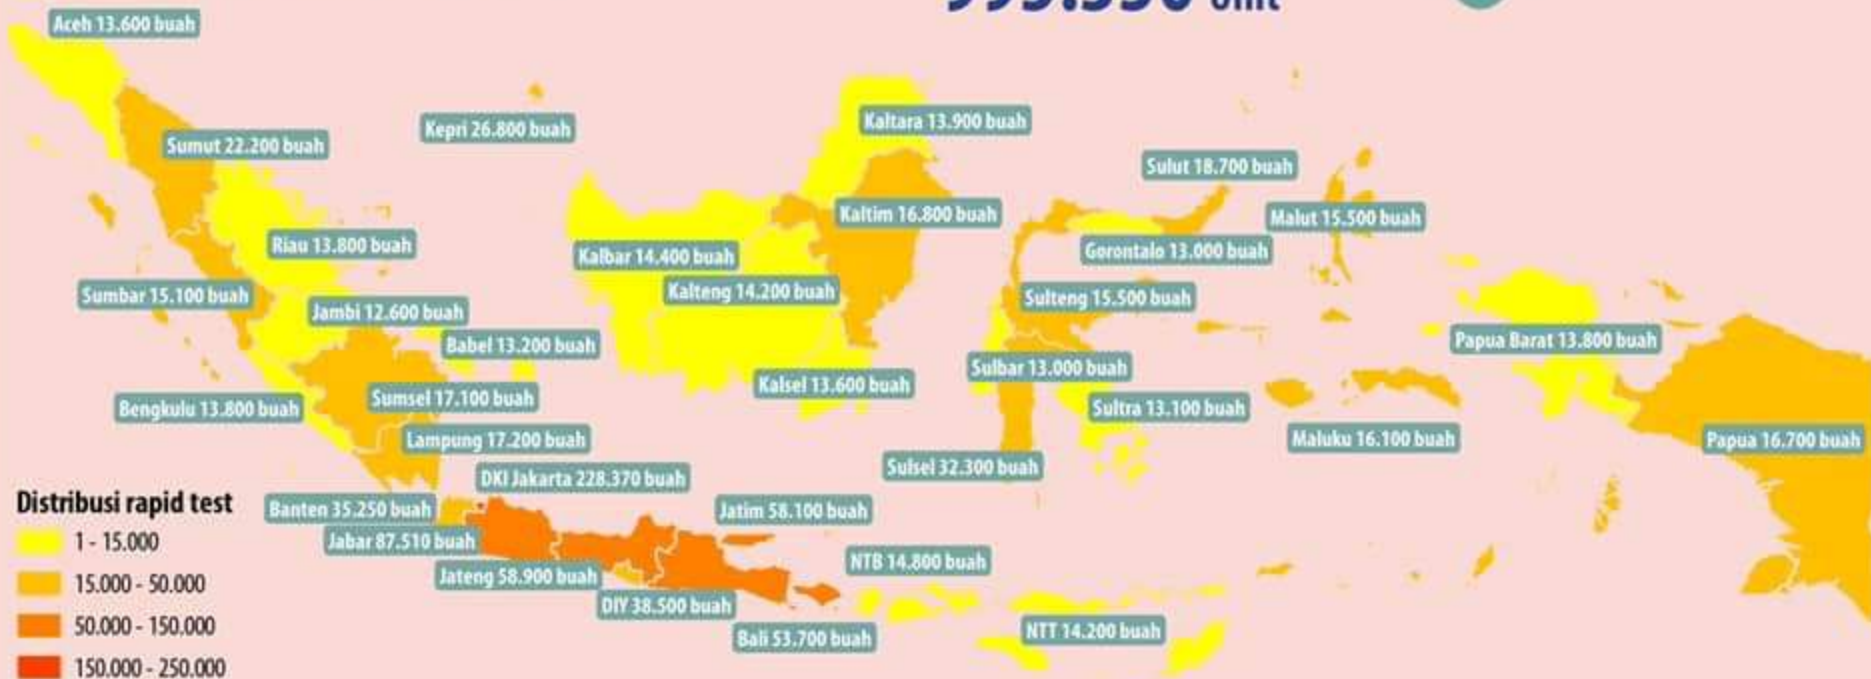 Unit
Aceh 13.600 buah
Sumut 22.200 buah
Kepri 26.800 buah
Kaltara 13.900 buah
Sulut 18.700 buah
Malut 15.500 buah
Kaltim 16.800 buah
Riau 13.800 buah
Kalbar 14.400 buah
Gorontalo 13.000 buah
Sumbar 15.100 buah
Kalteng 14.200 buah
Sulteng 15.500 buah
Jambi 12.600 buah
Babel 13.200 buah
Papua Barat 13.800 buah
Sulbar 13.000 buah
Kalsel 13.600 buah
Sumsel 17.100 buah
Bengkulu 13.800 buah
Sultra 13.100 buah
Lampung 17.200 buah
Maluku 16.100 buah
Papua 16.700 buah
Sulsel 32.300 buah
DKI Jakarta 228.370 buah
Banten 35.250 buah
Jatim 58.100 buah
Jabar 87.510 buah
NTB 14.800 buah
Jateng 58.900 buah
DIY 38.500 buah
Bali 53.700 buah
NTT 14.200 buah
Distribusi rapid test
1 - 15.000
15.000 - 50.000
50.000 - 150.000
150.000 - 250.000